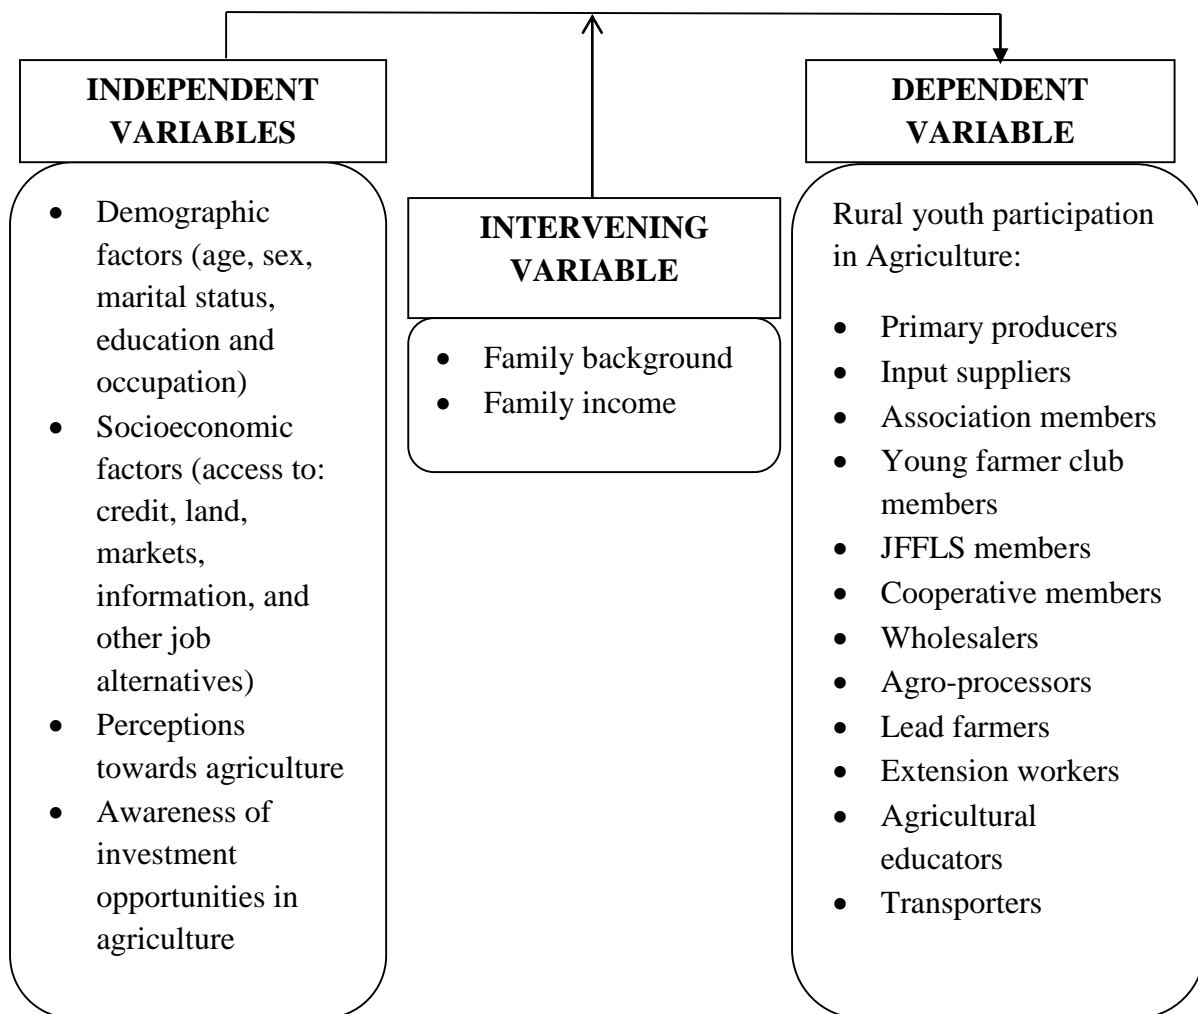 INDEPENDENT
VARIABLES
• Demographic
factors (age, sex,
marital status,
education and
occupation)
• Socioeconomic
factors (access to:
credit, land,
markets,
information, and
other job
alternatives)
• Perceptions
towards agriculture
• Awareness of
investment
opportunities in
agriculture
INTERVENING
VARIABLE
• Family background
• Family income
DEPENDENT
VARIABLE
Rural youth participation
in Agriculture:
• Primary producers
• Input suppliers
• Association members
• Young farmer club
members
• JFFLS members
• Cooperative members
• Wholesalers
• Agro-processors
• Lead farmers
• Extension workers
• Agricultural
educators
• Transporters